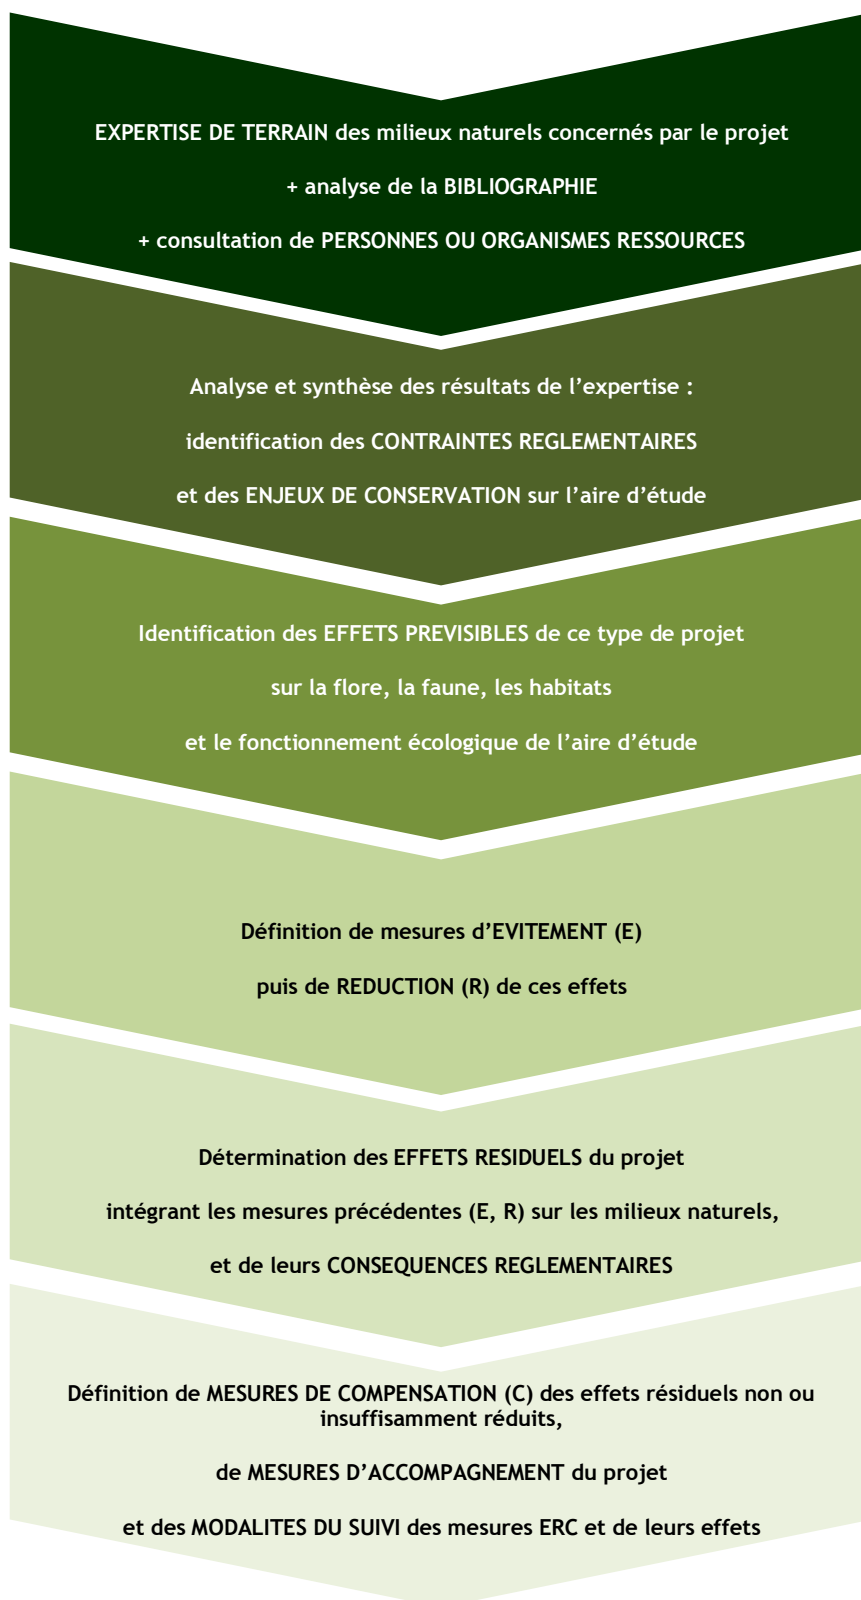 EXPERTISE DE TERRAIN des milieux naturels concernés par le projet
+ analyse de la BIBLIOGRAPHIE
+ consultation de PERSONNES OU ORGANISMES RESSOURCES
Analyse et synthèse des résultats de l’expertise :
identification des CONTRAINTES REGLEMENTAIRES
et des ENJEUX DE CONSERVATION sur l’aire d’étude
Identification des EFFETS PREVISIBLES de ce type de projet
sur la flore, la faune, les habitats
et le fonctionnement écologique de l’aire d’étude
Définition de mesures d’EVITEMENT (E)
puis de REDUCTION (R) de ces effets
Détermination des EFFETS RESIDUELS du projet
intégrant les mesures précédentes (E, R) sur les milieux naturels,
et de leurs CONSEQUENCES REGLEMENTAIRES
Définition de MESURES DE COMPENSATION (C) des effets résiduels non ou
insuffisamment réduits,
de MESURES D’ACCOMPAGNEMENT du projet
et des MODALITES DU SUIVI des mesures ERC et de leurs effets